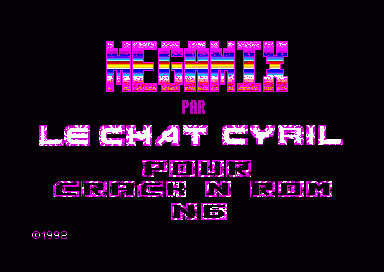 MEGAMIX
PAR
LE CHAT CYRIL
POUR
CRACH N ROM
N6
©1992